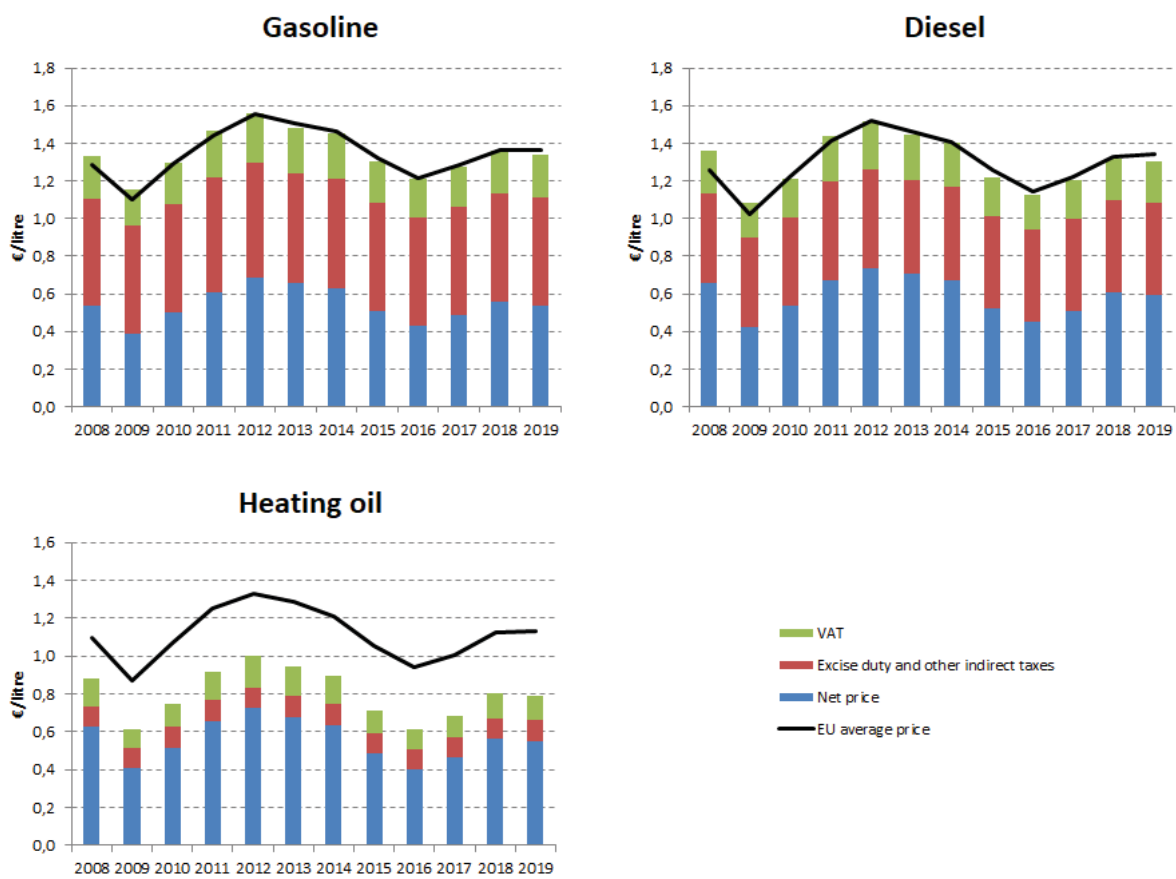 Gasoline
1,8
1,6
1,4
1,2
1,0
0,8
0,6
0,4
0,2
0,0
€/litre
2008 2009 2010 2011 2012 2013 2014 2015 2016 2017 2018 2019
Diesel
1,8
1,6
1,4
1,2
1,0
0,8
0,6
0,4
0,2
0,0
€/litre
2008 2009 2010 2011 2012 2013 2014 2015 2016 2017 2018 2019
Heating oil
1,6
1,4
1,2
1,0
0,8
0,6
0,4
0,2
0,0
€/litre
2008 2009 2010 2011 2012 2013 2014 2015 2016 2017 2018 2019
VAT
Excise duty and other indirect taxes
Net price
EU average price